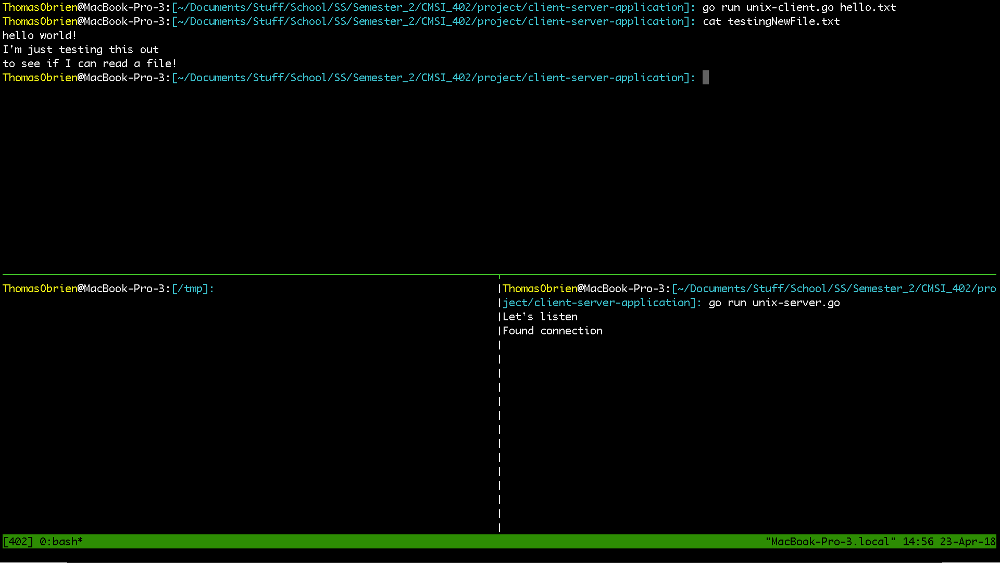 ThomasObrien@MacBook-Pro-3:[~/Documents/Stuff/School/SS/Semester_2/CMSI_402/project/client-server-application]: go run unix-client.go hello.txt
ThomasObrien@MacBook-Pro-3:[~/Documents/Stuff/School/SS/Semester_2/CMSI_402/project/client-server-application]: cat testingNewFile.txt
hello world!
I'm just testing this out
to see if I can read a file!
ThomasObrien@MacBook-Pro-3:[~/Documents/Stuff/School/SS/Semester_2/CMSI_402/project/client-server-application]:
ThomasObrien@MacBook-Pro-3:[/tmp]:
ThomasObrien@MacBook-Pro-3:[~/Documents/Stuff/School/SS/Semester_2/CMSI_402/pro
ject/client-server-application]: go run unix-server.go
Let's listen
Found connection
[402] 0:bash* "MacBook-Pro-3.local" 14:56 23-Apr-18